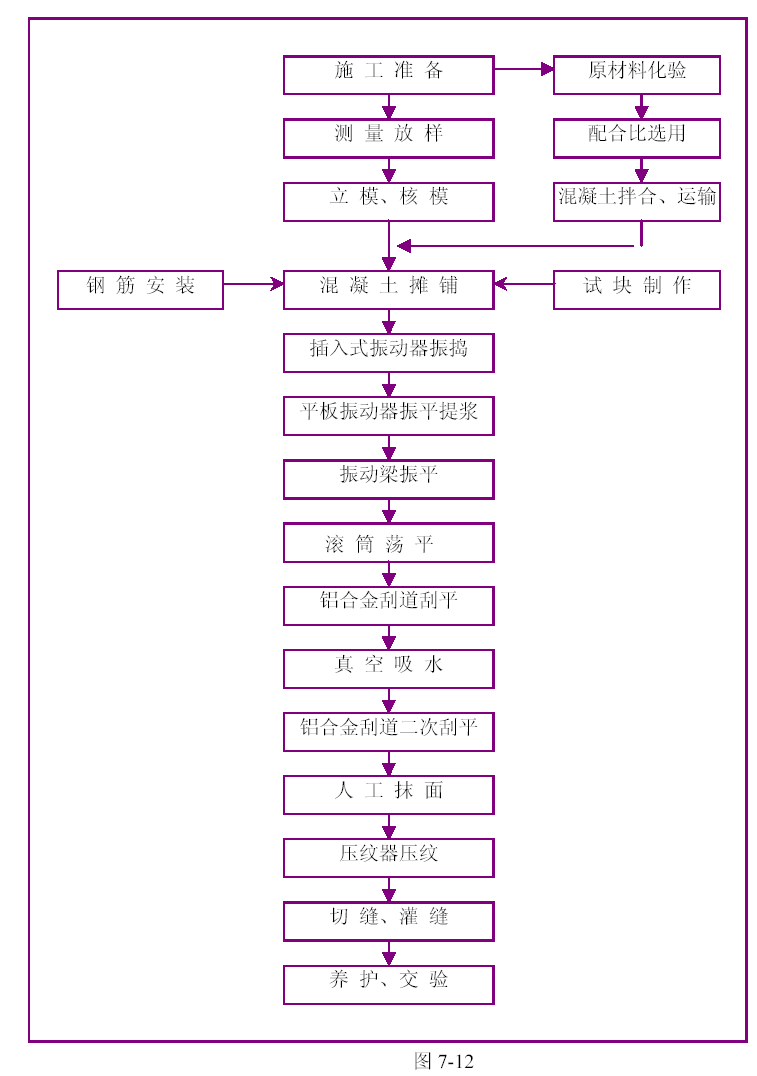 施工准备
原材料化验
测量放样
配合比选用
立模、核模
混凝土拌合、运输
钢筋安装
混凝土摊铺
试块制作
插入式振动器振捣
平板振动器振平提浆
振动梁振平
滚筒荡平
铝合金刮道刮平
真空吸水
铝合金刮道二次刮平
人工抹面
压纹器压纹
切缝、灌缝
养护、交验
图 7-12